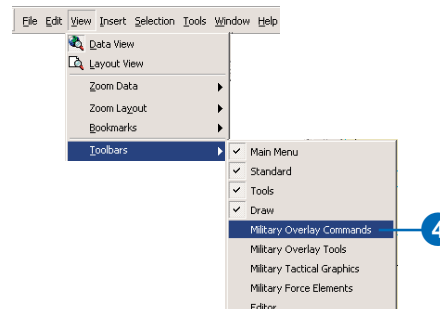 File Edit View Insert Selection Tools Window Help
Data View
Layout View
Zoom Data
Zoom Layout
Bookmarks
Toolbars
Main Menu
Standard
Tools
Draw
Military Overlay Commands
4
Military Overlay Tools
Military Tactical Graphics
Military Force Elements
Editor